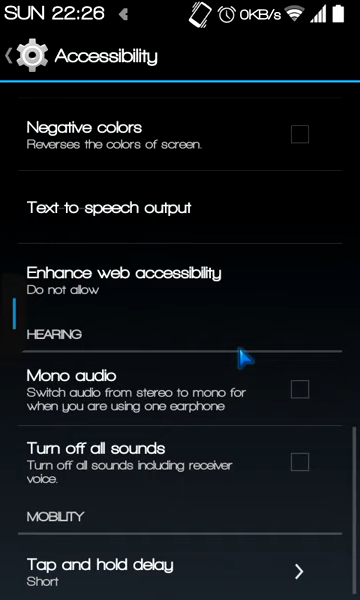 SUN 22:26 0KB/s
Accessibility
Negative colors
Reverses the colors of screen.
Text-to-speech output
Enhance web accessibility
Do not allow
HEARING
Mono audio
Switch audio from stereo to mono for
when you are using one earphone
Turn off all sounds
Turn off all sounds including receiver
voice.
MOBILITY
Tap and hold delay
Short